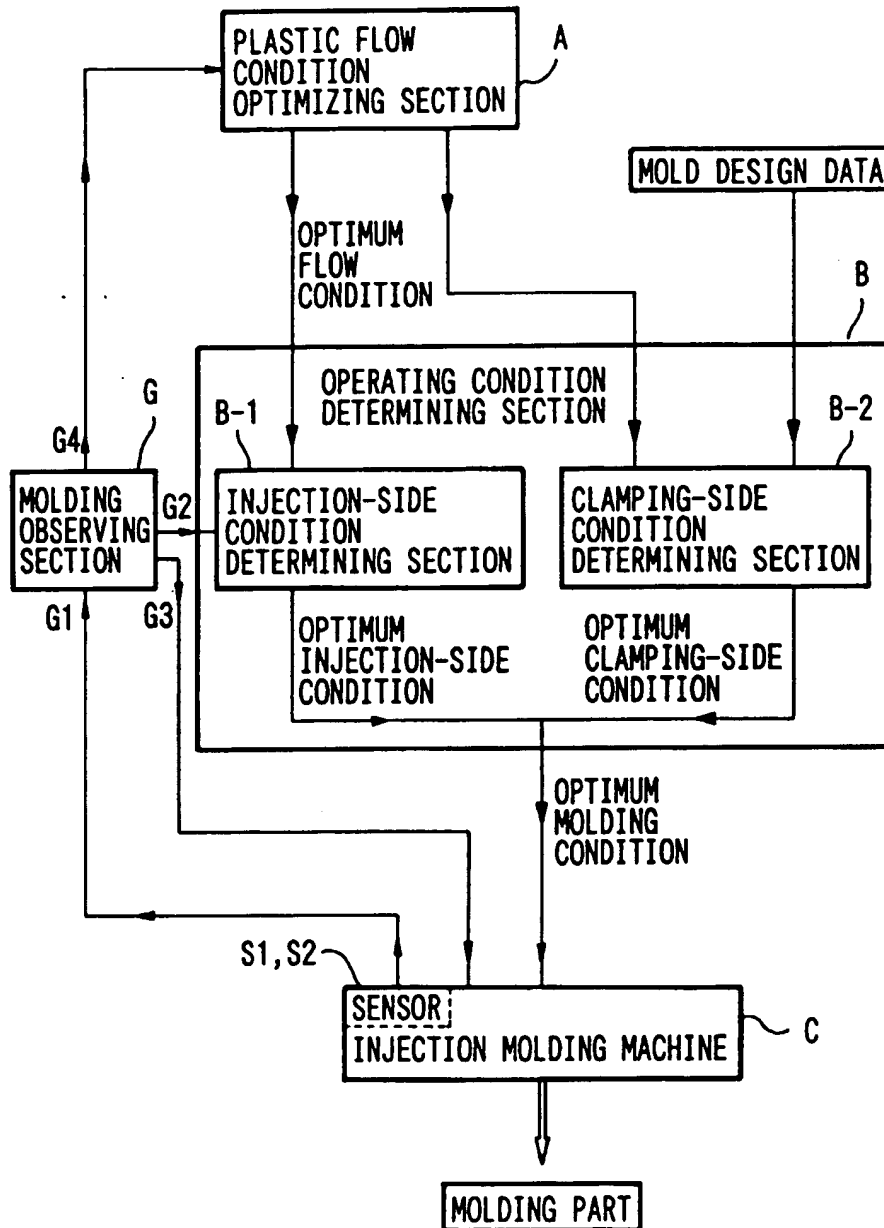 PLASTIC FLOW
CONDITION
OPTIMIZING SECTION
A
MOLD DESIGN DATA
OPTIMUM
FLOW
CONDITION
B
OPERATING CONDITION
DETERMINING SECTION
B-1
B-2
G
G4
MOLDING
OBSERVING
SECTION
G2
INJECTION-SIDE
CONDITION
DETERMINING SECTION
CLAMPING-SIDE
CONDITION
DETERMINING SECTION
G1
G3
OPTIMUM
INJECTION-SIDE
CONDITION
OPTIMUM
CLAMPING-SIDE
CONDITION
OPTIMUM
MOLDING
CONDITION
S1,S2
SENSOR
INJECTION MOLDING MACHINE
C
MOLDING PART